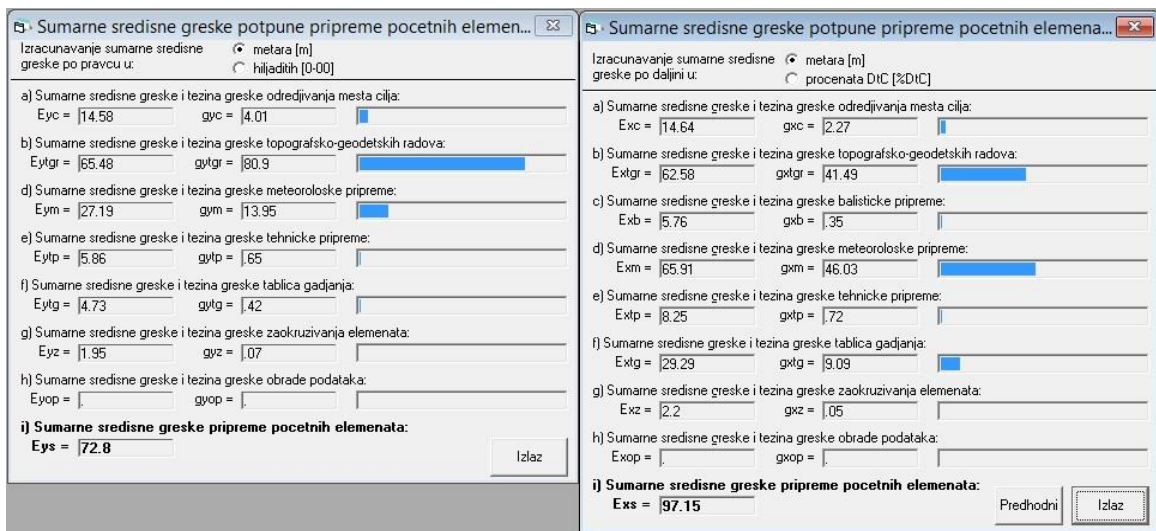 Sumarne sredisne greske potpune pripreme pocetnih elemen...
Izracunavanje sumarne sredisne
greske po pravcu u:
metara [m]
hiljaditih [0-00]
a) Sumarne sredisne greske i tezina greske odredjivanja mesta cilja:
Eyc = 14.58 gyc = 4.01
b) Sumarne sredisne greske i tezina greske topografsko-geodetskih radova:
Eytgr = 65.48 gytgr = 80.9
d) Sumarne sredisne greske i tezina greske meteoroloske pripreme:
Eym = 27.19 gym = 13.95
e) Sumarne sredisne greske i tezina greske tehnicke pripreme:
Eytp = 5.86 gytp = .65
f) Sumarne sredisne greske i tezina greske tablica gadjanja:
Eytg = 4.73 gytg = .42
g) Sumarne sredisne greske i tezina greske zaokruzivanja elemenata:
Eyz = 1.95 gyz = .07
h) Sumarne sredisne greske i tezina greske obrade podataka:
Eyop = . gyop = .
i) Sumarne sredisne greske pripreme pocetnih elemenata:
Eys = 72.8
Izlaz
Sumarne sredisne greske potpune pripreme pocetnih elemena...
Izracunavanje sumarne sredisne
greske po daljini u:
metara [m]
procenata DtC [%DtC]
a) Sumarne sredisne greske i tezina greske odredjivanja mesta cilja:
Exc = 14.64 gxc = 2.27
b) Sumarne sredisne greske i tezina greske topografsko-geodetskih radova:
Extgr = 62.58 gxtgr = 41.49
c) Sumarne sredisne greske i tezina greske balisticke pripreme:
Exb = 5.76 gxb = .35
d) Sumarne sredisne greske i tezina greske meteoroloske pripreme:
Exm = 65.91 gxm = 46.03
e) Sumarne sredisne greske i tezina greske tehnicke pripreme:
Extp = 8.25 gxtp = .72
f) Sumarne sredisne greske i tezina greske tablica gadjanja:
Extg = 29.29 gxtg = 9.09
g) Sumarne sredisne greske i tezina greske zaokruzivanja elemenata:
Exz = 2.2 gxz = .05
h) Sumarne sredisne greske i tezina greske obrade podataka:
Exop = . gxop = .
i) Sumarne sredisne greske pripreme pocetnih elemenata:
Exs = 97.15
Predhodni
Izlaz